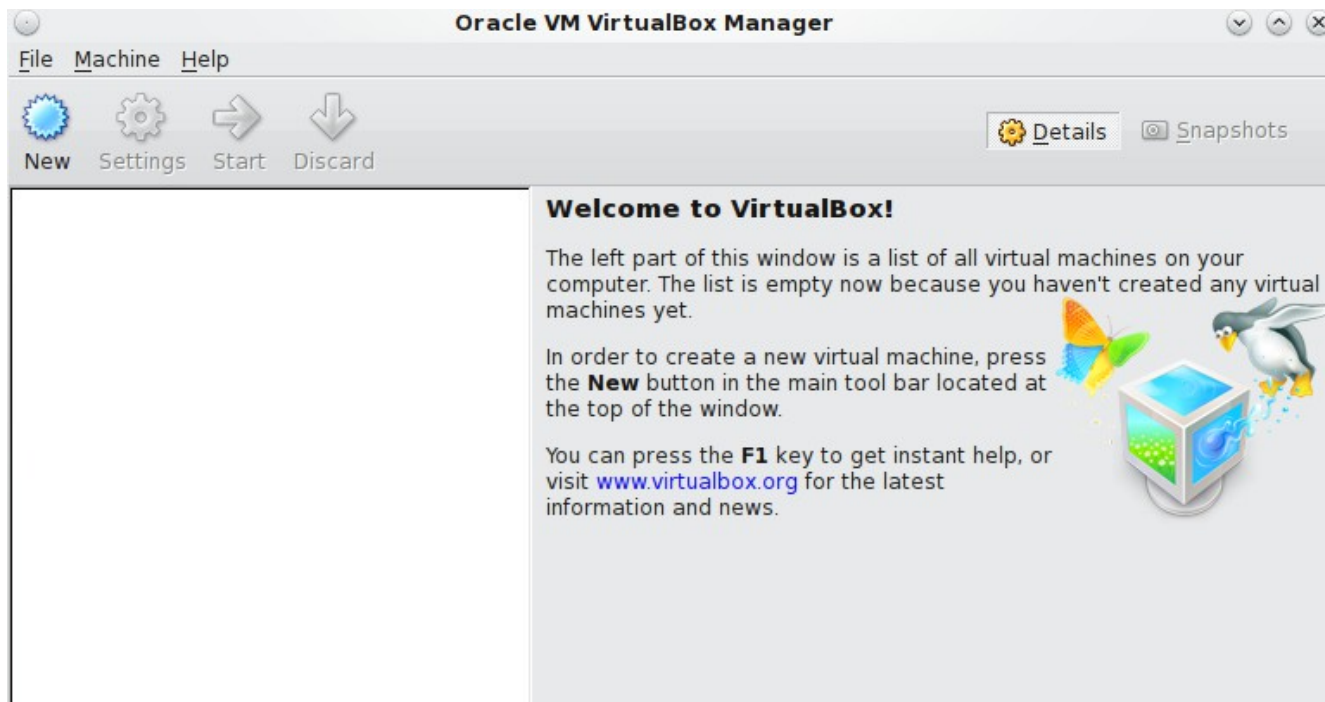 Oracle VM VirtualBox Manager
File Machine Help
New Settings Start Discard
Details Snapshots
Welcome to VirtualBox!
The left part of this window is a list of all virtual machines on your
computer. The list is empty now because you haven't created any virtual
machines yet.
In order to create a new virtual machine, press
the New button in the main tool bar located at
the top of the window.
You can press the F1 key to get instant help, or
visit www.virtualbox.org for the latest
information and news.